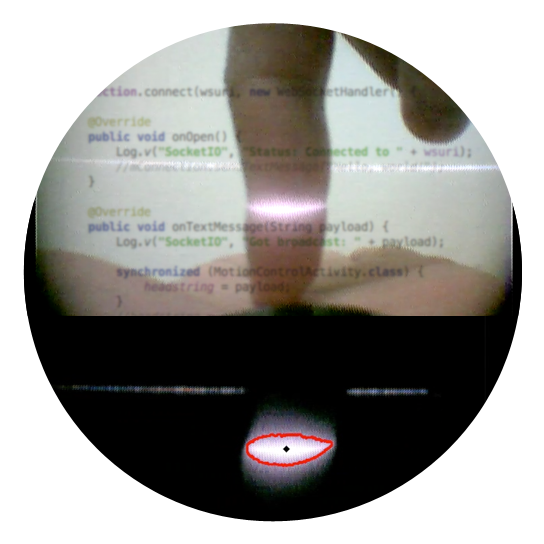 ction.connect(wsuri, new WebSocketHandler() {
@Override
public void onOpen() {
Log.v("SocketIO", "Status: Connected to " + wsuri);
}
@Override
public void onTextMessage(String payload) {
Log.v("SocketIO", "Got broadcast: " + payload);
synchronized (MotionControlActivity.class) {
headstring = payload;
}